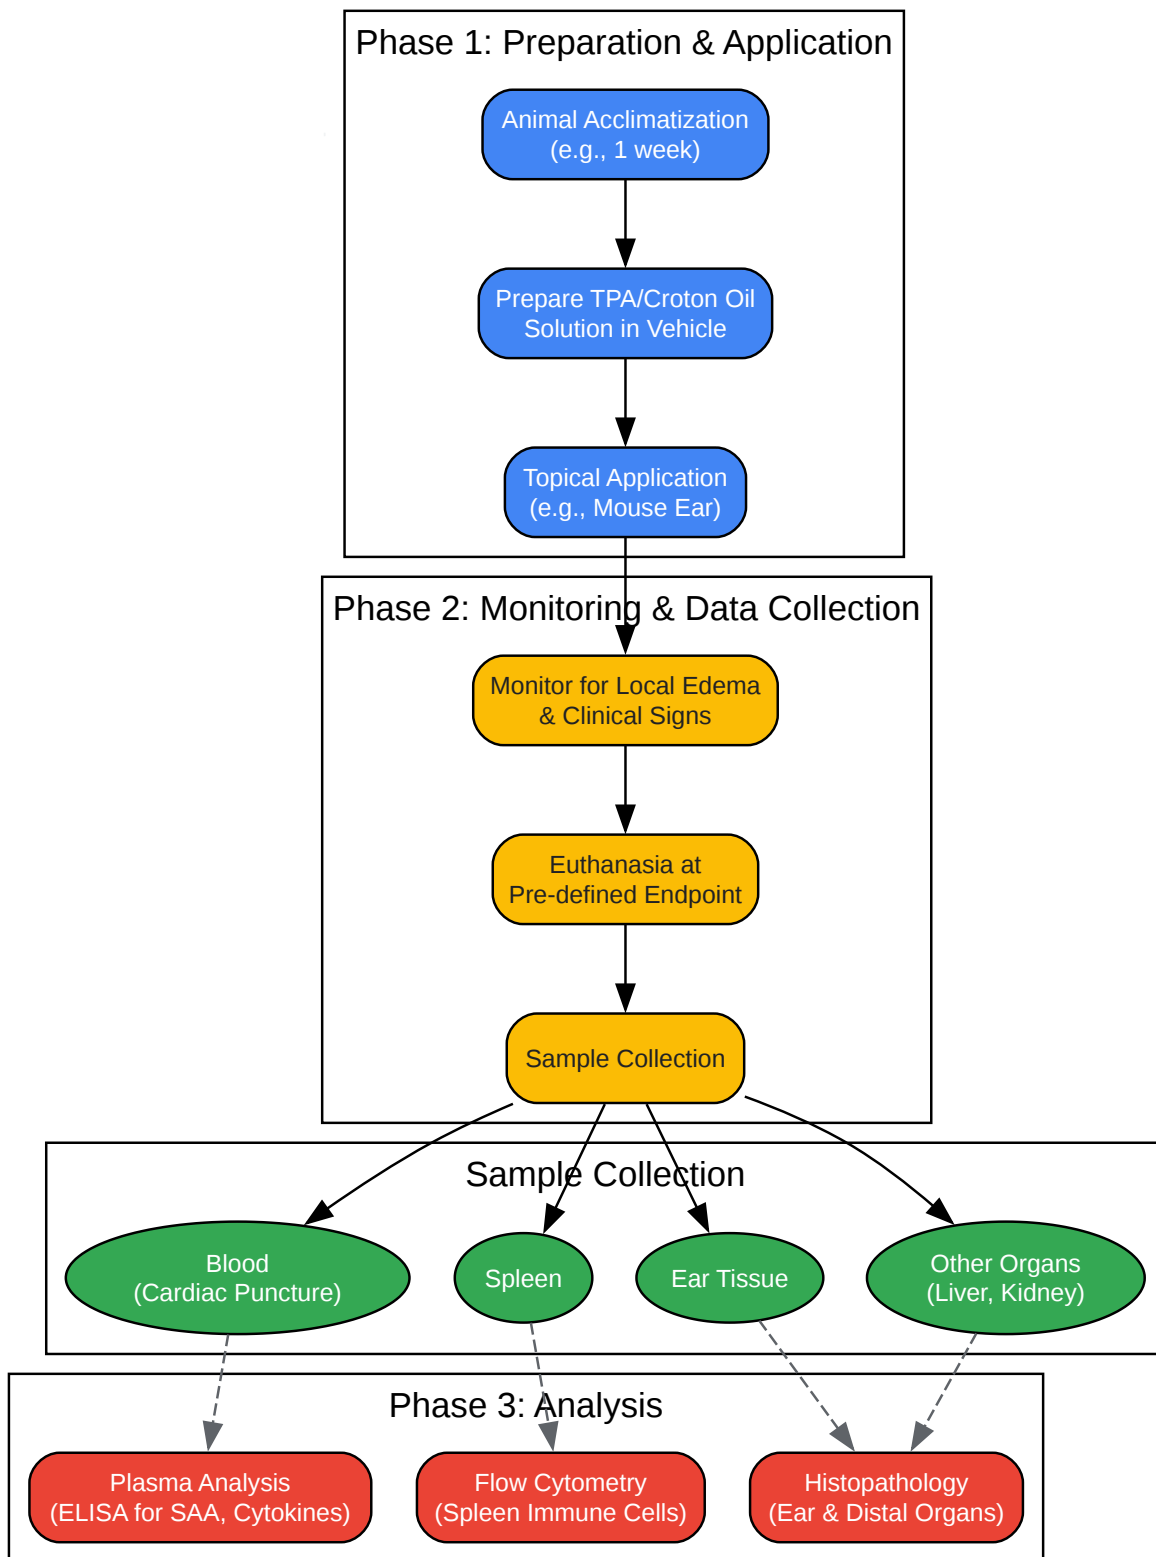 Phase 1: Preparation & Application
Animal Acclimatization
(e.g., 1 week)
Prepare TPA/Croton Oil
Solution in Vehicle
Topical Application
(e.g., Mouse Ear)
Phase 2: Monitoring & Data Collection
Monitor for Local Edema
& Clinical Signs
Euthanasia at
Pre-defined Endpoint
Sample Collection
Sample Collection
Blood
(Cardiac Puncture)
Spleen
Ear Tissue
Other Organs
(Liver, Kidney)
Phase 3: Analysis
Plasma Analysis
(ELISA for SAA, Cytokines)
Flow Cytometry
(Spleen Immune Cells)
Histopathology
(Ear & Distal Organs)